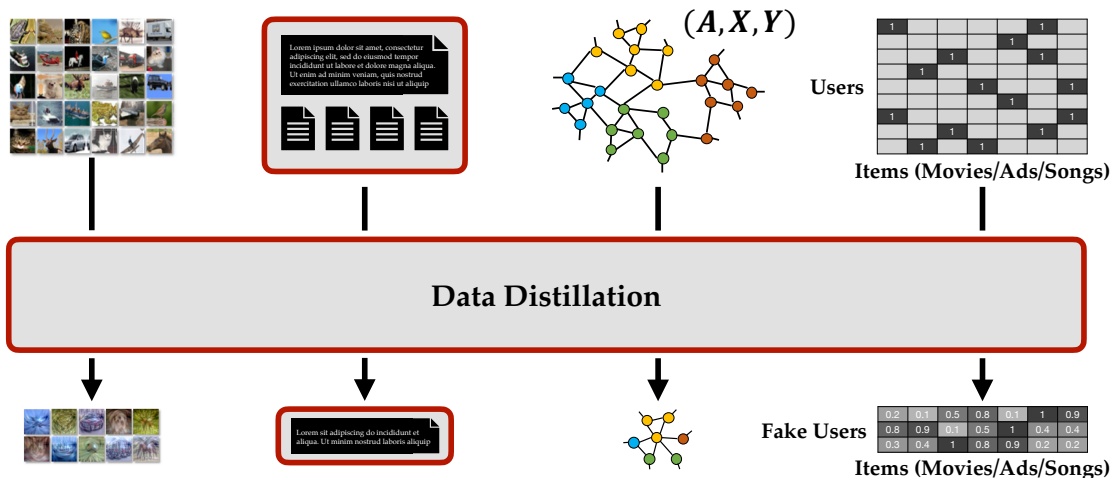 Lorem ipsum dolor sit amet, consectetur
adipiscing elit, sed do eiusmod tempor
incididunt ut labore et dolore magna aliqua.
Ut enim ad minim veniam, quis nostrud
exercitation ullamco laboris nisi ut aliquip
(A, X, Y)
Users
1 1
1
1
1 1
1
1 1
1 1
1 1
Items (Movies/Ads/Songs)
Data Distillation
Lorem sit adipiscing do incididunt et
aliqua. Ut minim nostrud laboris aliquip
Fake Users
0.2 0.1 0.5 0.8 0.1 1 0.9
0.8 0.9 0.1 0.5 1 0.4 0.4
0.3 0.4 1 0.8 0.9 0.2 0.2
Items (Movies/Ads/Songs)